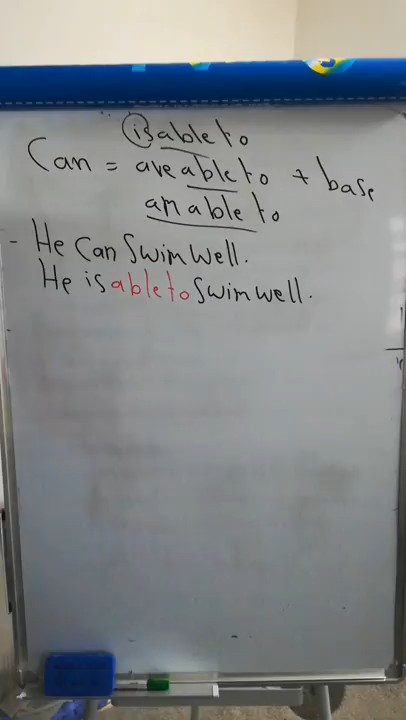 is able to
Can = are able to + base
am able to
- He Can Swim well.
He is able to Swim well.